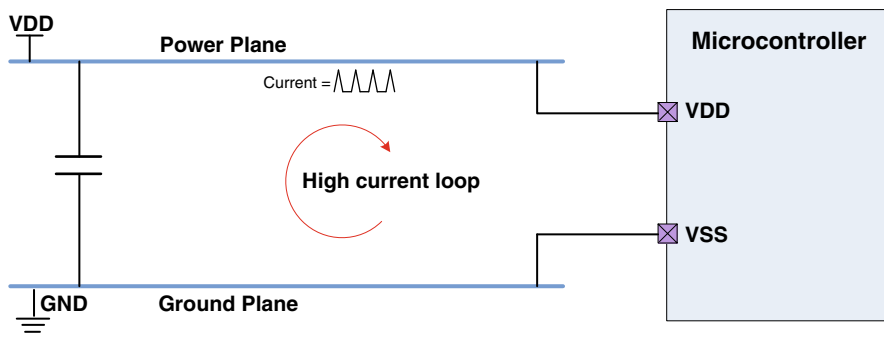 VDD
Power Plane
Microcontroller
Current =
VDD
High current loop
VSS
GND
Ground Plane